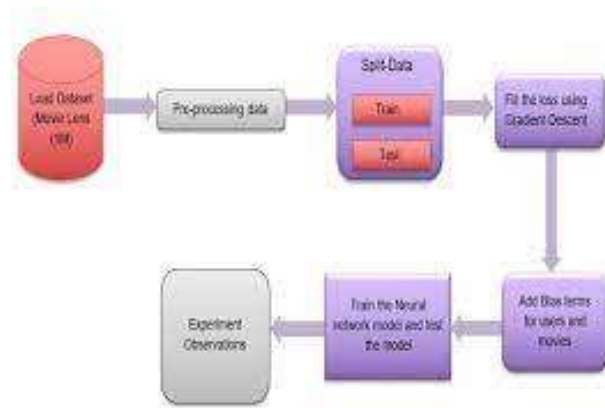 Load Dataset
(Movie Lens
Pre-processing data
Split-Data
Train
Test
Fit the loss using
Gradient Descent
Add Bias terms
for users and
movies
Train the Neural
network model and test
the model
Experiment
Observations